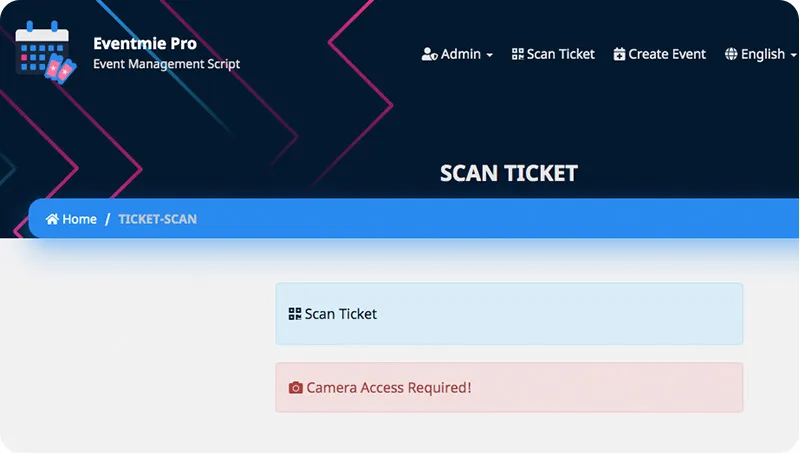 Eventmie Pro
Event Management Script
Admin
Scan Ticket
Create Event
English
SCAN TICKET
Home / TICKET-SCAN
Scan Ticket
Camera Access Required!